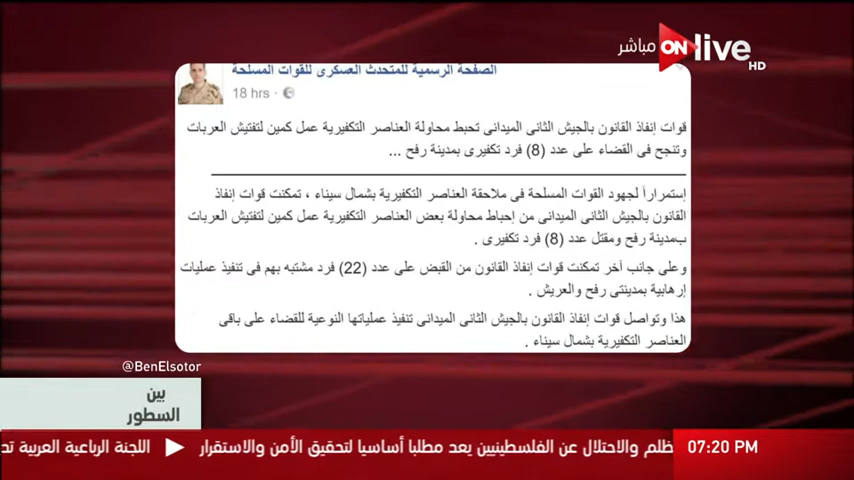 مباشر ON live HD
الصفحة الرسمية للمتحدث العسكرى للقوات المسلحة
18 hrs ·
قوات إنفاذ القانون بالجيش الثانى الميدانى تحبط محاولة العناصر التكفيرية عمل كمين لتفتيش العربات
وتنجح فى القضاء على عدد (8) فرد تكفيرى بمدينة رفح ...
إستمراراً لجهود القوات المسلحة فى ملاحقة العناصر التكفيرية بشمال سيناء ، تمكنت قوات إنفاذ
القانون بالجيش الثانى الميدانى من إحباط محاولة بعض العناصر التكفيرية عمل كمين لتفتيش العربات
بمدينة رفح ومقتل عدد (8) فرد تكفيرى .
وعلى جانب آخر تمكنت قوات إنفاذ القانون من القبض على عدد (22) فرد مشتبه بهم فى تنفيذ عمليات
إرهابية بمدينتى رفح والعريش .
هذا وتواصل قوات إنفاذ القانون بالجيش الثانى الميدانى تنفيذ عملياتها النوعية للقضاء على باقى
العناصر التكفيرية بشمال سيناء .
@BenElsotor
بين
السطور
ظلم والاحتلال عن الفلسطينيين يعد مطلبا أساسيا لتحقيق الأمن والاستقرار ◀ اللجنة الرباعية العربية تد
07:20 PM